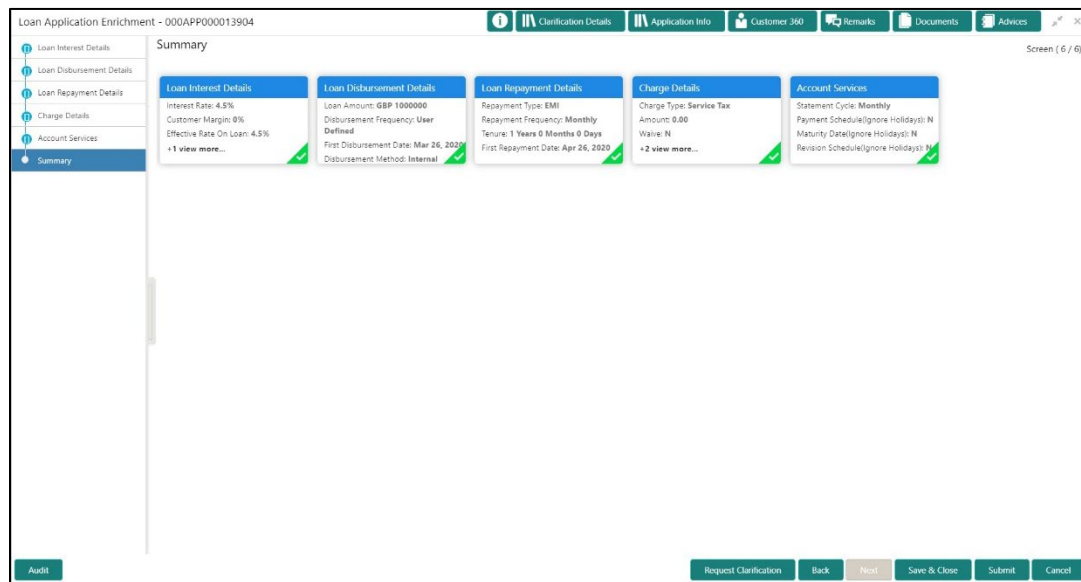 Loan Application Enrichment - 000APP000013904
Clarification Details
Application Info
Customer 360
Remarks
Documents
Advices
Loan Interest Details
Loan Disbursement Details
Loan Repayment Details
Charge Details
Account Services
Summary
Summary
Screen ( 6 / 6)
Loan Interest Details
Interest Rate: 4.5%
Customer Margin: 0%
Effective Rate On Loan: 4.5%
+1 view more...
Loan Disbursement Details
Loan Amount: GBP 1000000
Disbursement Frequency: User
Defined
First Disbursement Date: Mar 26, 2020
Disbursement Method: Internal
Loan Repayment Details
Repayment Type: EMI
Repayment Frequency: Monthly
Tenure: 1 Years 0 Months 0 Days
First Repayment Date: Apr 26, 2020
Charge Details
Charge Type: Service Tax
Amount: 0.00
Waive: N
+2 view more...
Account Services
Statement Cycle: Monthly
Payment Schedule(Ignore Holidays): N
Maturity Date(Ignore Holidays): N
Revision Schedule(Ignore Holidays): N
Audit
Request Clarification
Back
Next
Save & Close
Submit
Cancel